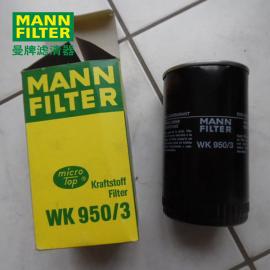 MANN
FILTER
曼牌滤清器
MANN
FILTER
micro
Top
Kraftstoff
Filter
WK 950/3
MANN
FILTER
WK 950/3